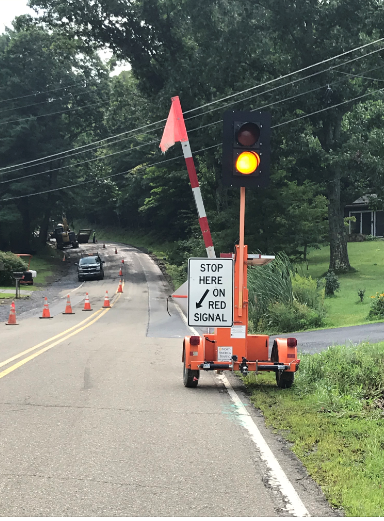 STOP
HERE
ON
RED
SIGNAL